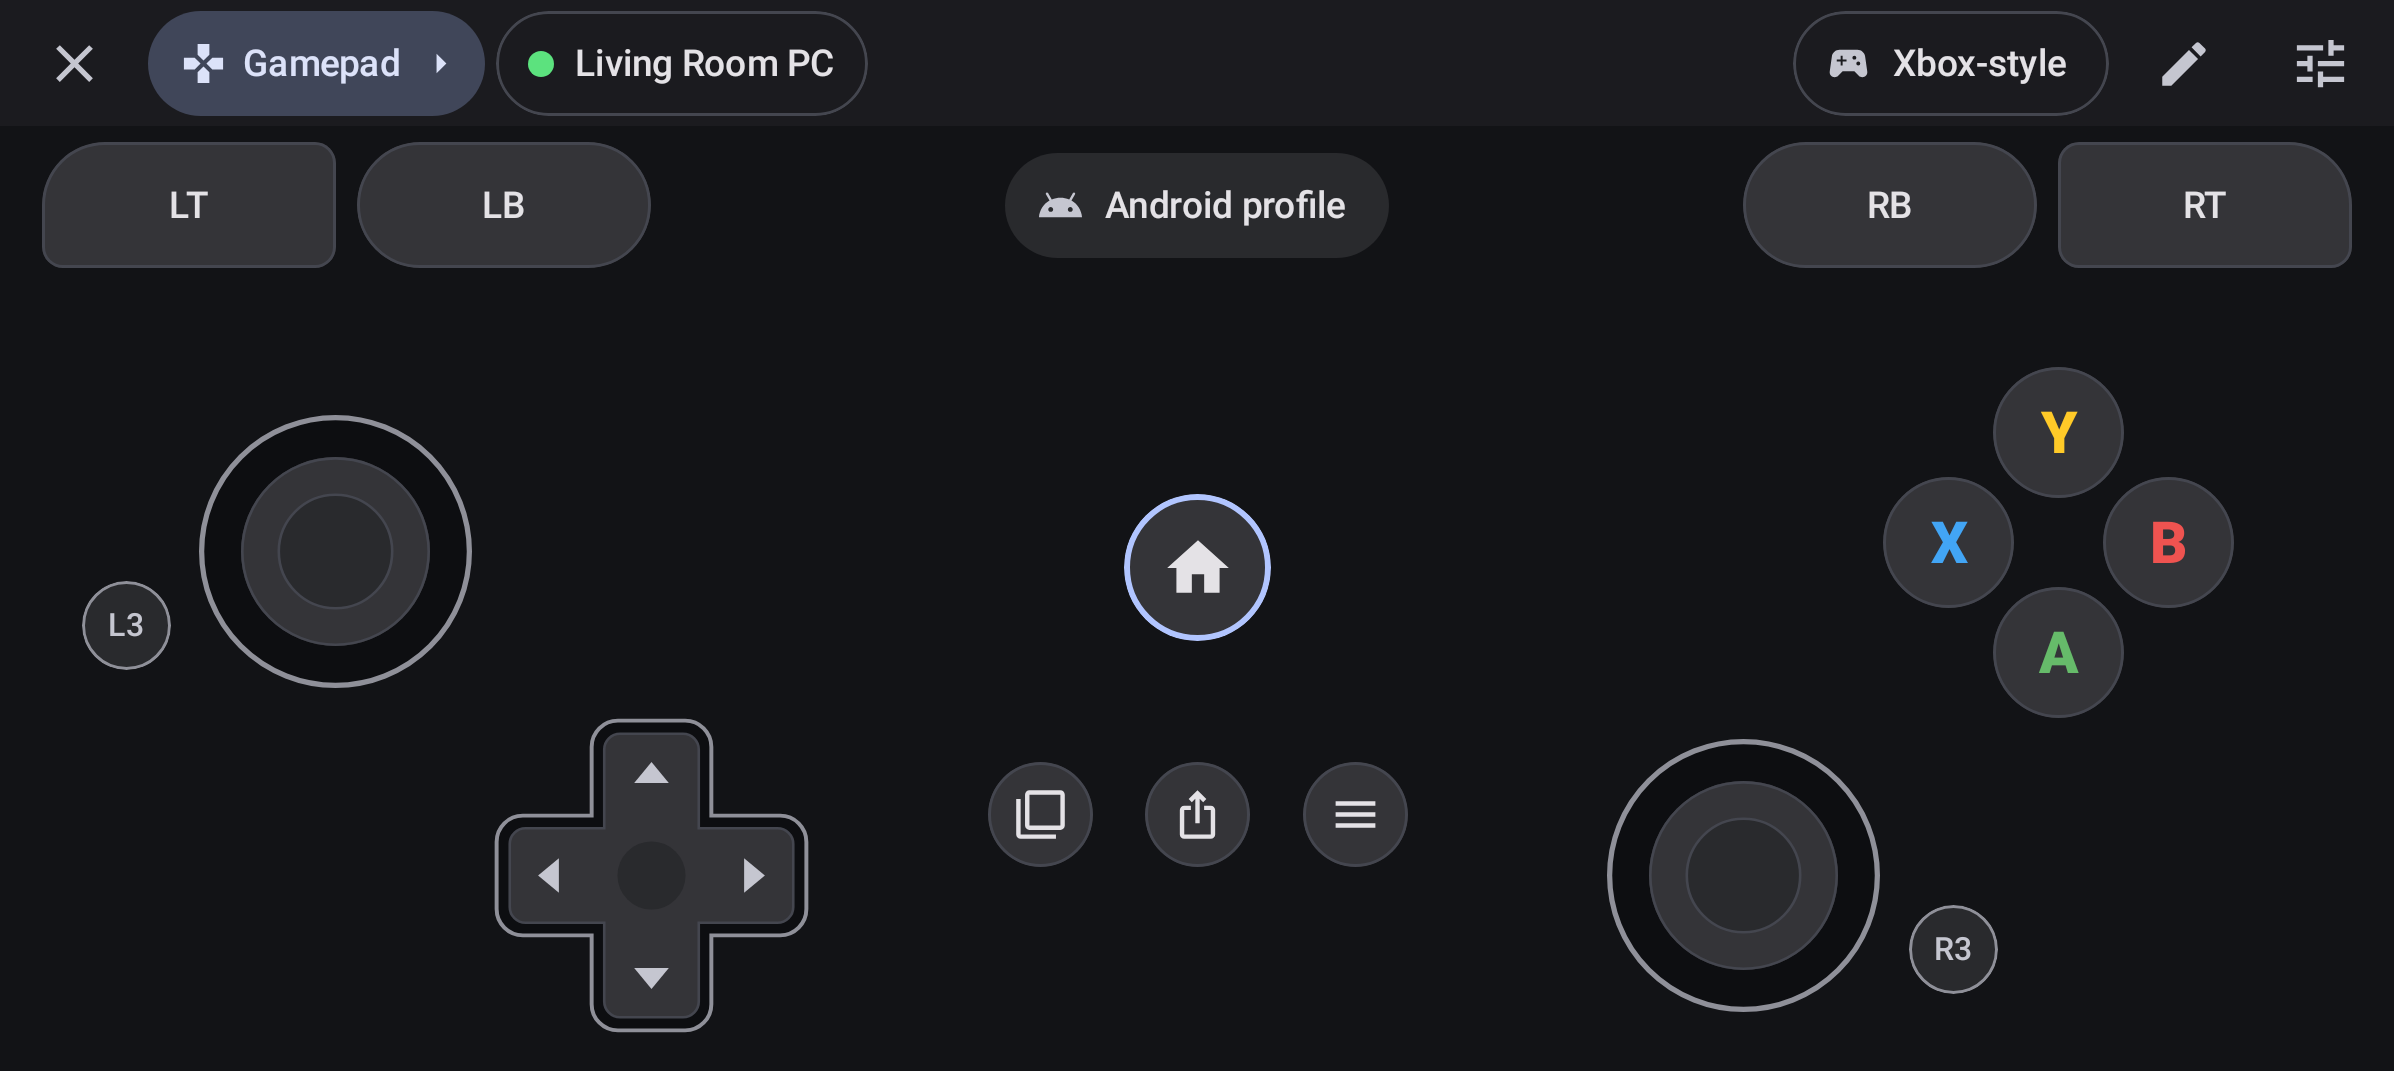 Gamepad
Living Room PC
Xbox-style
LT
LB
Android profile
RB
RT
Y
X
B
A
L3
R3